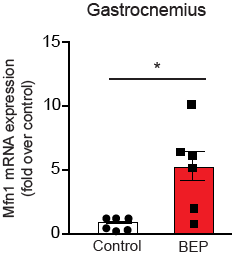 Gastrocnemius
Mfn1 mRNA expression
(fold over control)
15
10
5
0
*
Control
BEP